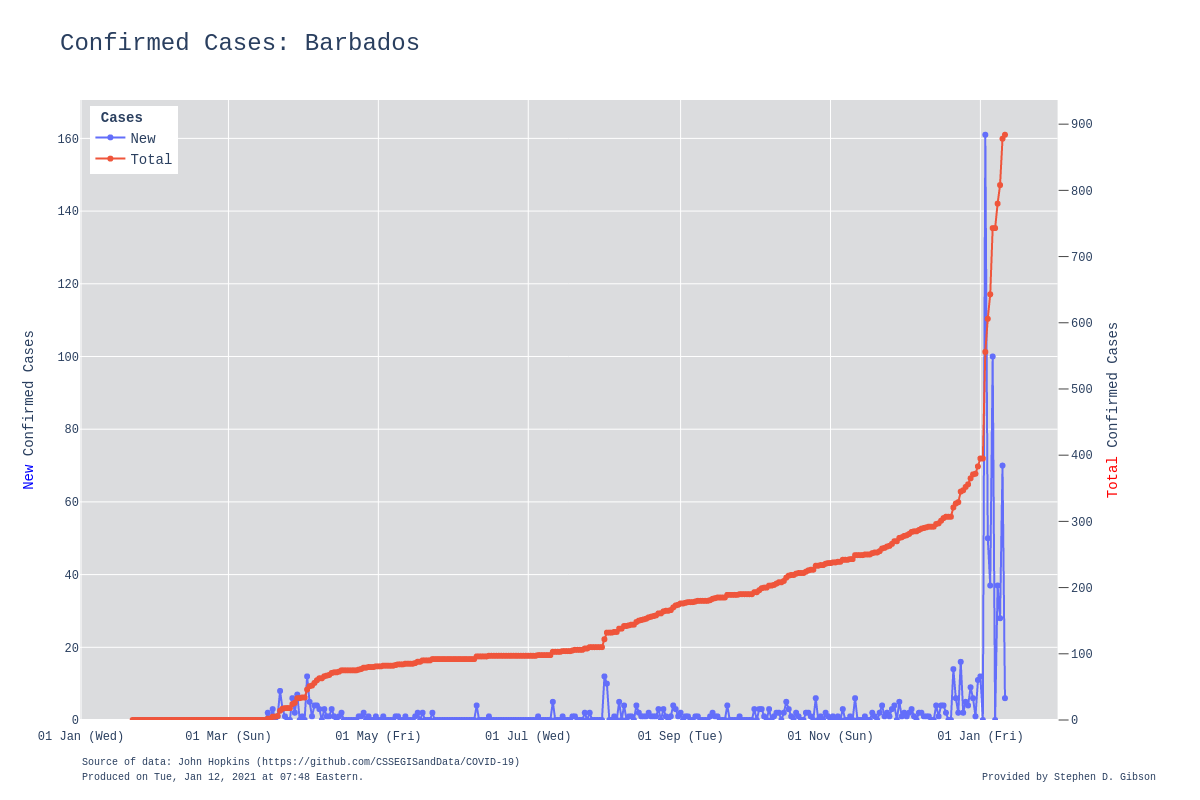 Confirmed Cases: Barbados
Cases
New
Total
160
140
120
100
80
60
40
20
0
900
800
700
600
500
400
300
200
100
0
New Confirmed Cases
Total Confirmed Cases
01 Jan (Wed) 01 Mar (Sun) 01 May (Fri) 01 Jul (Wed) 01 Sep (Tue) 01 Nov (Sun) 01 Jan (Fri)
Source of data: John Hopkins (https://github.com/CSSEGISandData/COVID-19)
Produced on Tue, Jan 12, 2021 at 07:48 Eastern.
Provided by Stephen D. Gibson